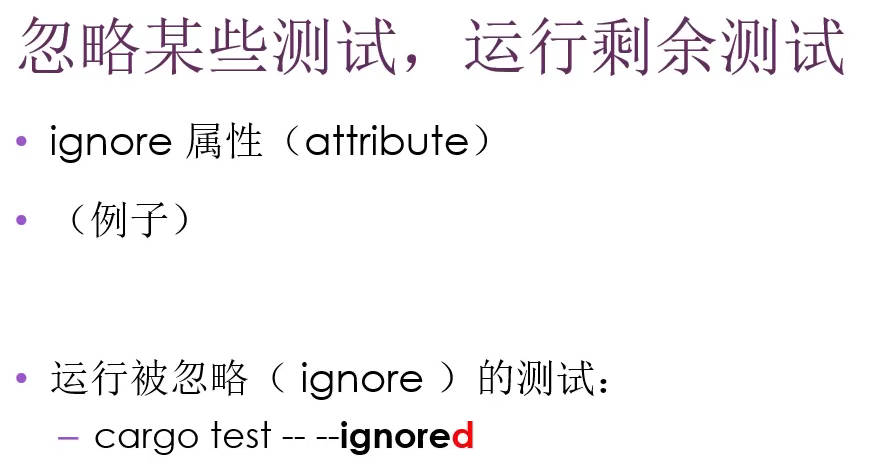 忽略某些测试，运行剩余测试
• ignore 属性（attribute）
• （例子）
• 运行被忽略（ ignore ）的测试：
– cargo test -- --ignored